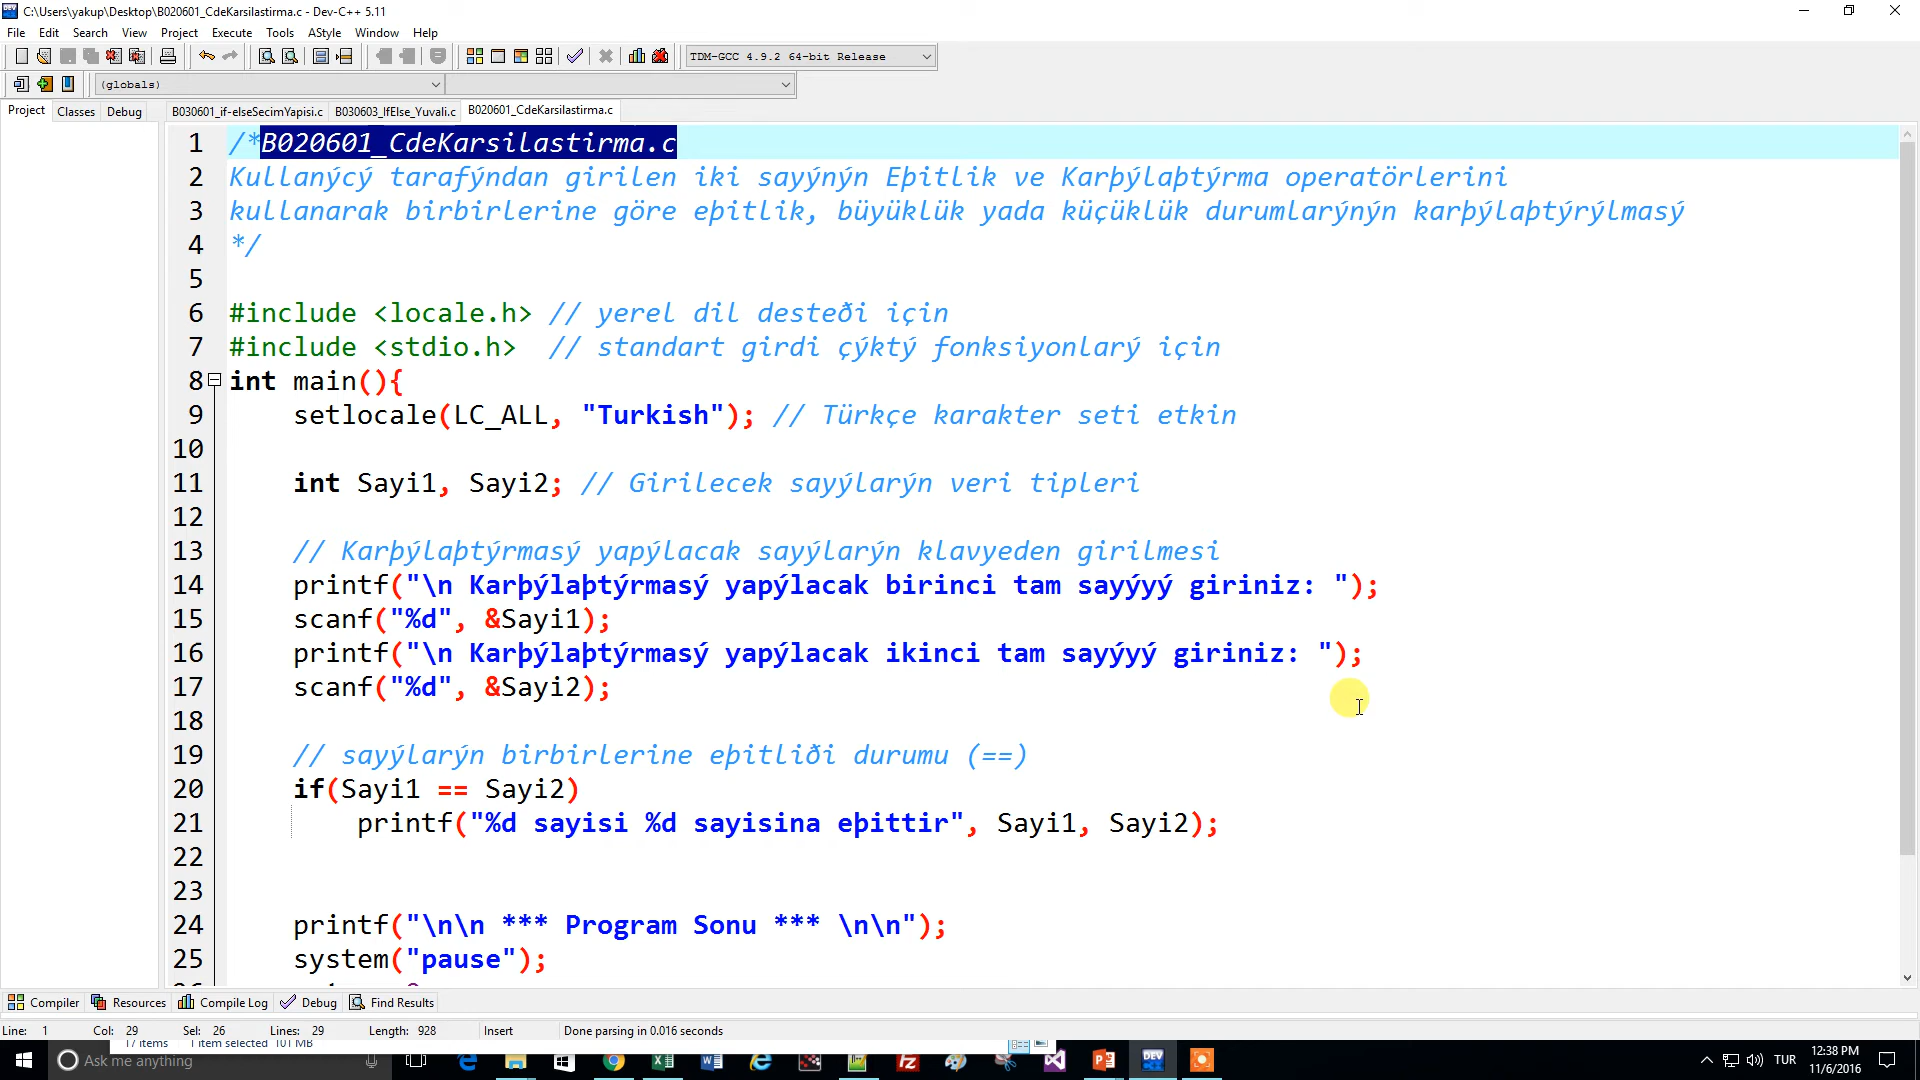 C:\Users\yakup\Desktop\B020601_CdeKarsilastirma.c - Dev-C++ 5.11
File Edit Search View Project Execute Tools AStyle Window Help
TDM-GCC 4.9.2 64-bit Release
(globals)
Project Classes Debug B030601_if-elseSecimYapisi.c B030603_IfElse_Yuvali.c B020601_CdeKarsilastirma.c
1 /*B020601_CdeKarsilastirma.c
2 Kullanýcý tarafýndan girilen iki sayýnýn Eþitlik ve Karþýlaþtýrma operatörlerini
3 kullanarak birbirlerine göre eþitlik, büyüklük yada küçüklük durumlarýnýn karþýlaþtýrýlmasý
4 */
5
6 #include <locale.h> // yerel dil desteði için
7 #include <stdio.h>  // standart girdi çýktý fonksiyonlarý için
8 int main(){
9     setlocale(LC_ALL, "Turkish"); // Türkçe karakter seti etkin
10
11     int Sayi1, Sayi2; // Girilecek sayýlarýn veri tipleri
12
13     // Karþýlaþtýrmasý yapýlacak sayýlarýn klavyeden girilmesi
14     printf("\n Karþýlaþtýrmasý yapýlacak birinci tam sayýyý giriniz: ");
15     scanf("%d", &Sayi1);
16     printf("\n Karþýlaþtýrmasý yapýlacak ikinci tam sayýyý giriniz: ");
17     scanf("%d", &Sayi2);
18
19     // sayýlarýn birbirlerine eþitliði durumu (==)
20     if(Sayi1 == Sayi2)
21         printf("%d sayisi %d sayisina eþittir", Sayi1, Sayi2);
22
23
24     printf("\n\n *** Program Sonu *** \n\n");
25     system("pause");
Compiler Resources Compile Log Debug Find Results
Line: 1 Col: 29 Sel: 26 Lines: 29 Length: 928 Insert Done parsing in 0.016 seconds
17 items 1 item selected 101 MB
Ask me anything
TUR
12:38 PM
11/6/2016